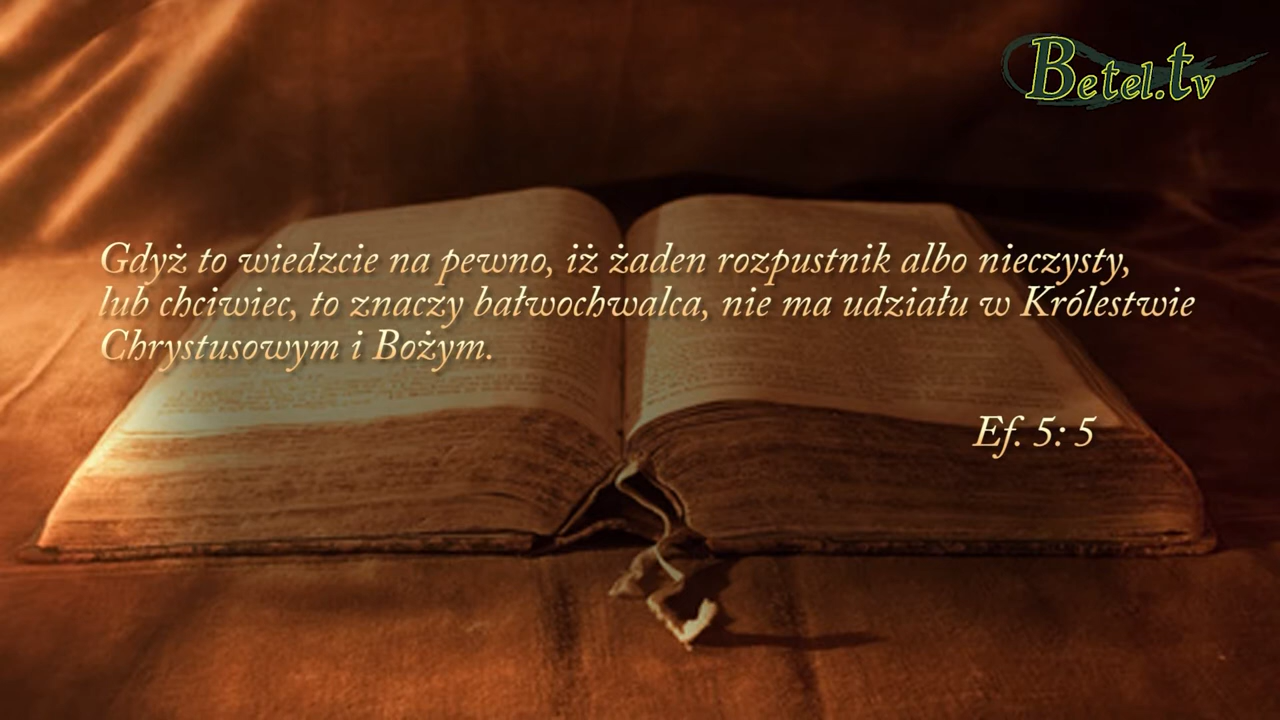 Betel.tv
Gdyż to wiedzcie na pewno, iż żaden rozpustnik albo nieczysty,
lub chciwiec, to znaczy bałwochwalca, nie ma udziału w Królestwie
Chrystusowym i Bożym.
Ef. 5: 5